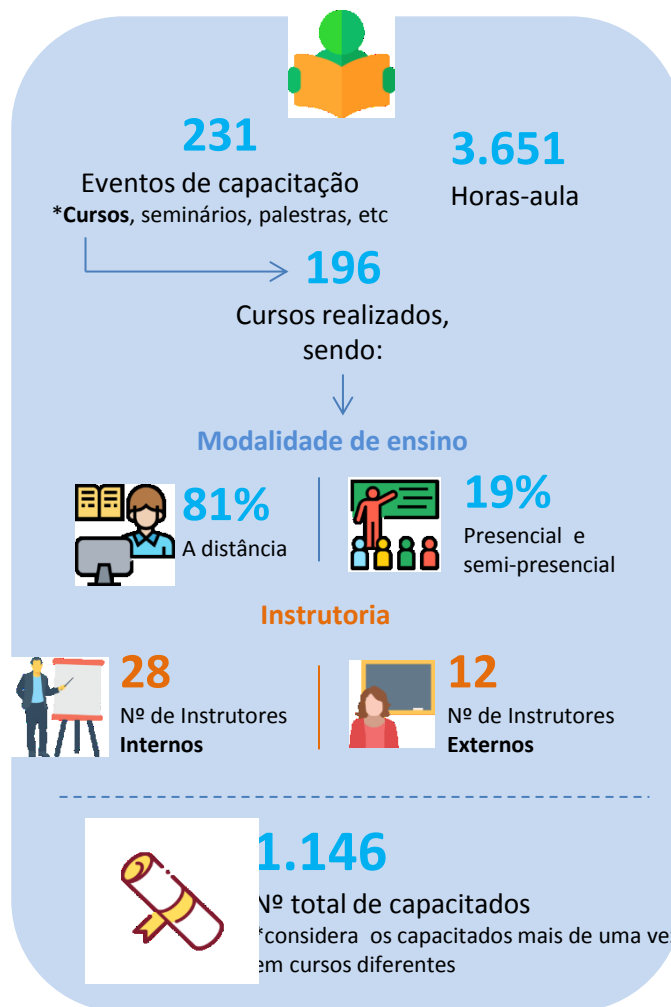 231
Eventos de capacitação
*Cursos, seminários, palestras, etc
3.651
Horas-aula
196
Cursos realizados,
sendo:
Modalidade de ensino
81%
A distância
19%
Presencial e
semi-presencial
Instrutoria
28
Nº de Instrutores
Internos
12
Nº de Instrutores
Externos
1.146
Nº total de capacitados
*considera os capacitados mais de uma ve
em cursos diferentes